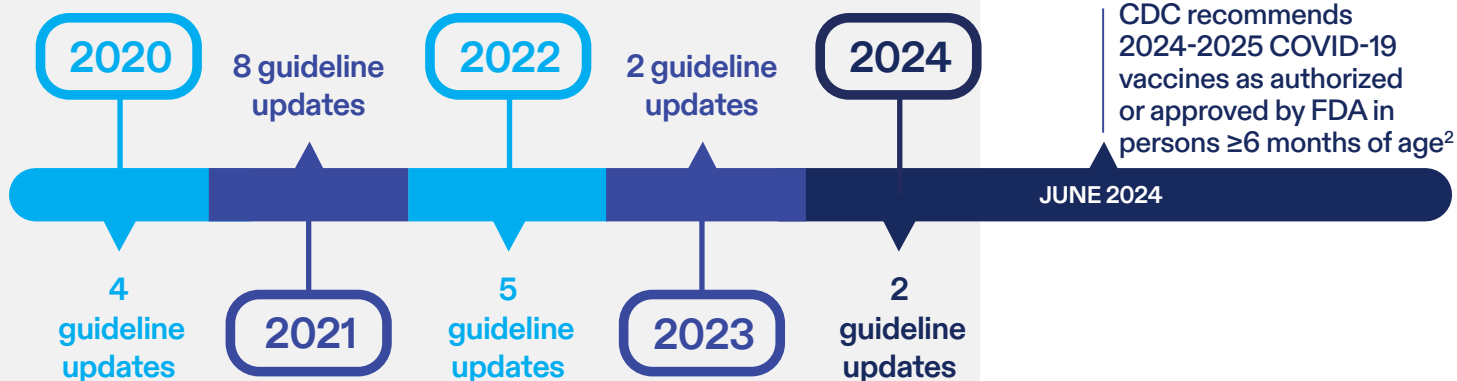 2020
4
guideline
updates
8 guideline
updates
2021
2022
5
guideline
updates
2 guideline
updates
2023
2024
2
guideline
updates
CDC recommends
2024-2025 COVID-19
vaccines as authorized
or approved by FDA in
persons ≥6 months of age²
JUNE 2024